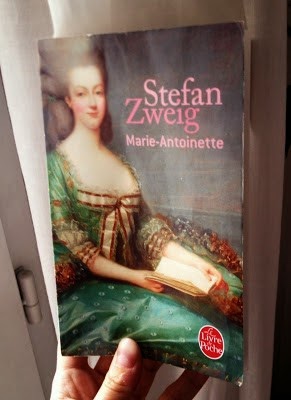 Stefan
Zweig
Marie-Antoinette
Le Livre
de Poche